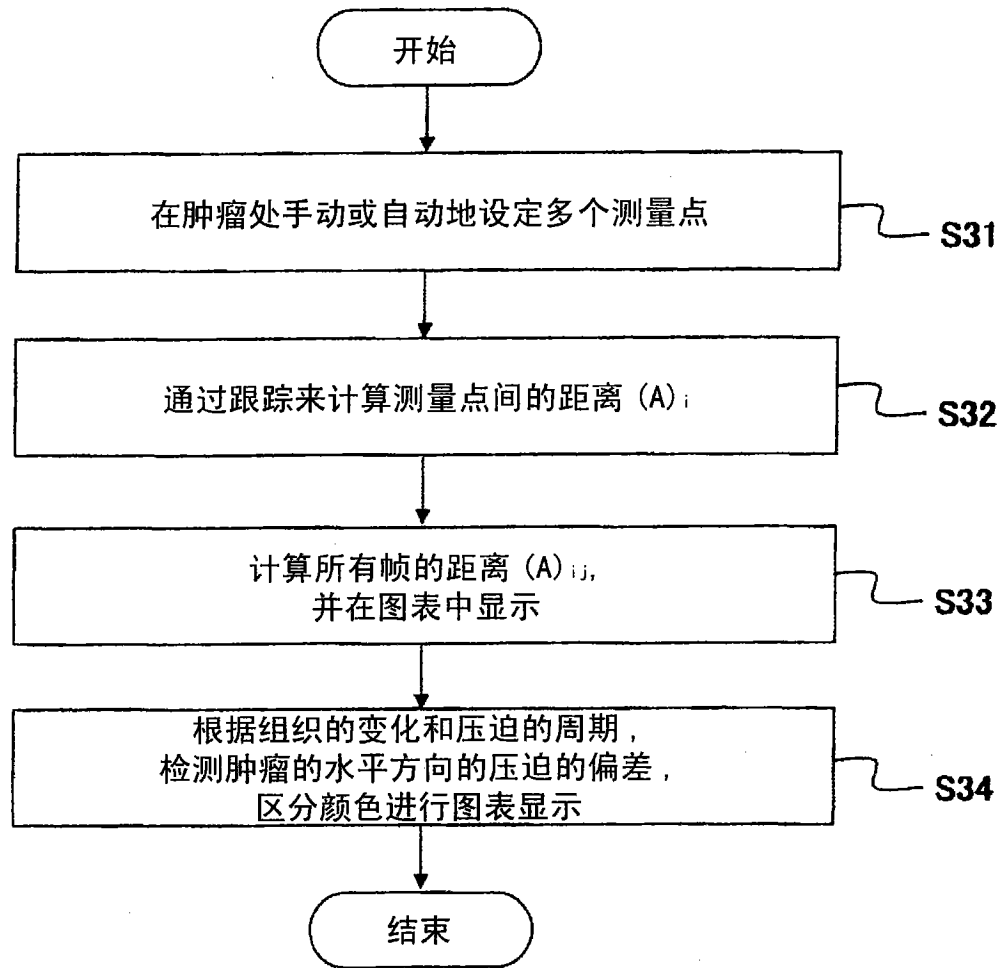 开始
在肿瘤处手动或自动地设定多个测量点
S31
通过跟踪来计算测量点间的距离 (A)i
S32
计算所有帧的距离 (A)ij,
并在图表中显示
S33
根据组织的变化和压迫的周期,
检测肿瘤的水平方向的压迫的偏差,
区分颜色进行图表显示
S34
结束